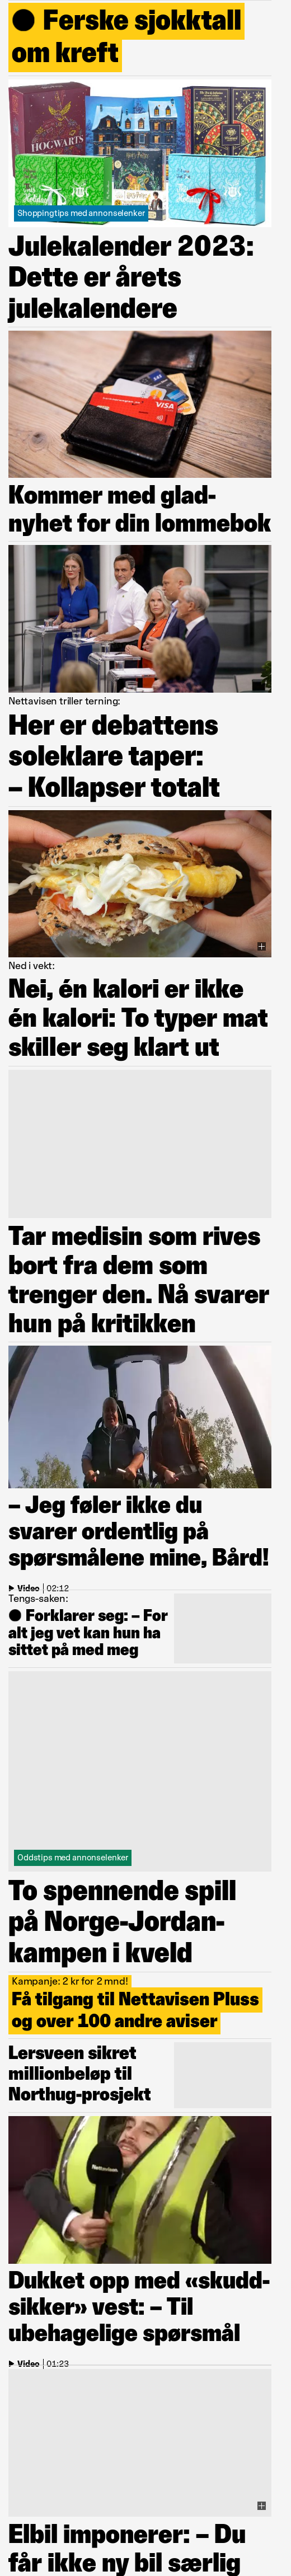 Ferske sjokktall
om kreft
HOGWARTS
Harry Potter
Shoppingtips med annonselenker
Julekalender 2023:
Dette er årets
julekalendere
VISA
Kommer med glad-
nyhet for din lommebok
Nettavisen triller terning:
Her er debattens
soleklare taper:
– Kollapser totalt
Ned i vekt:
Nei, én kalori er ikke
én kalori: To typer mat
skiller seg klart ut
Tar medisin som rives
bort fra dem som
trenger den. Nå svarer
hun på kritikken
– Jeg føler ikke du
svarer ordentlig på
spørsmålene mine, Bård!
Video | 02:12
Tengs-saken:
Forklarer seg: – For
alt jeg vet kan hun ha
sittet på med meg
Oddstips med annonselenker
To spennende spill
på Norge-Jordan-
kampen i kveld
Kampanje: 2 kr for 2 mnd!
Få tilgang til Nettavisen Pluss
og over 100 andre aviser
Lersveen sikret
millionbeløp til
Northug-prosjekt
Nettavisen
Dukket opp med «skudd-
sikker» vest: – Til
ubehagelige spørsmål
Video | 01:23
Elbil imponerer: – Du
får ikke ny bil særlig